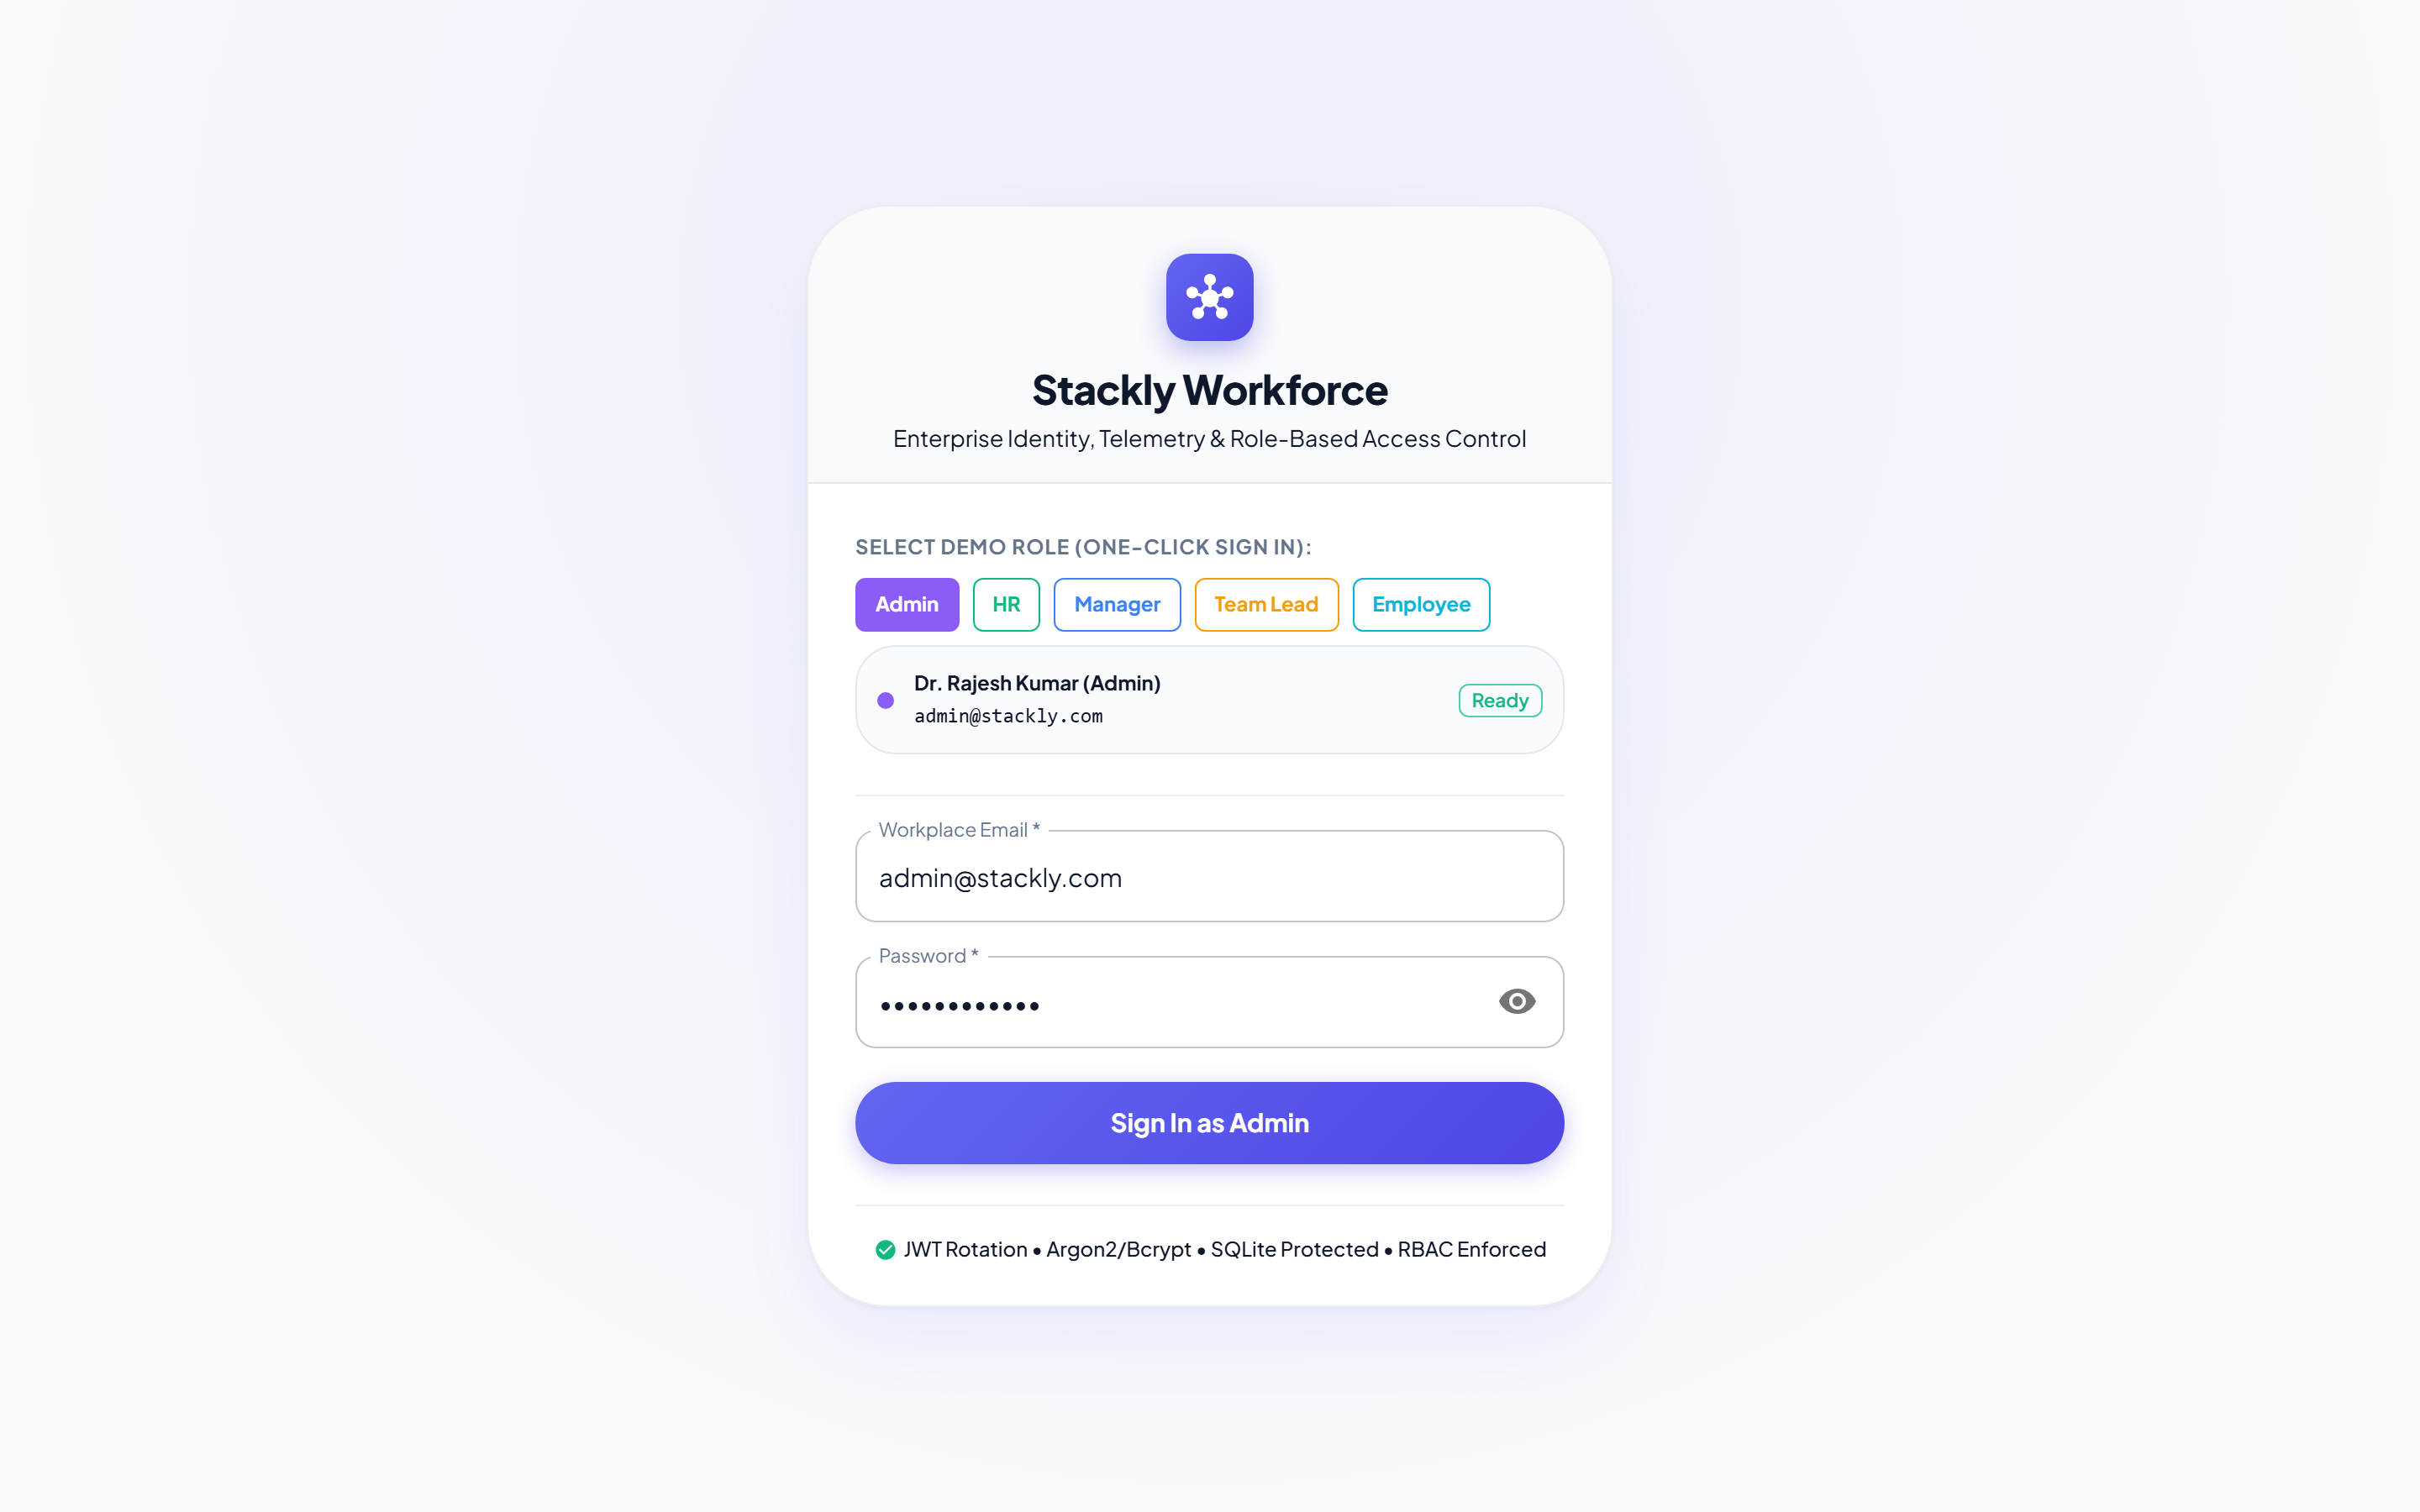 Stackly Workforce
Enterprise Identity, Telemetry & Role-Based Access Control
SELECT DEMO ROLE (ONE-CLICK SIGN IN):
Admin HR Manager Team Lead Employee
Dr. Rajesh Kumar (Admin)
admin@stackly.com
Ready
Workplace Email *
admin@stackly.com
Password *
••••••••••••
Sign In as Admin
JWT Rotation • Argon2/Bcrypt • SQLite Protected • RBAC Enforced